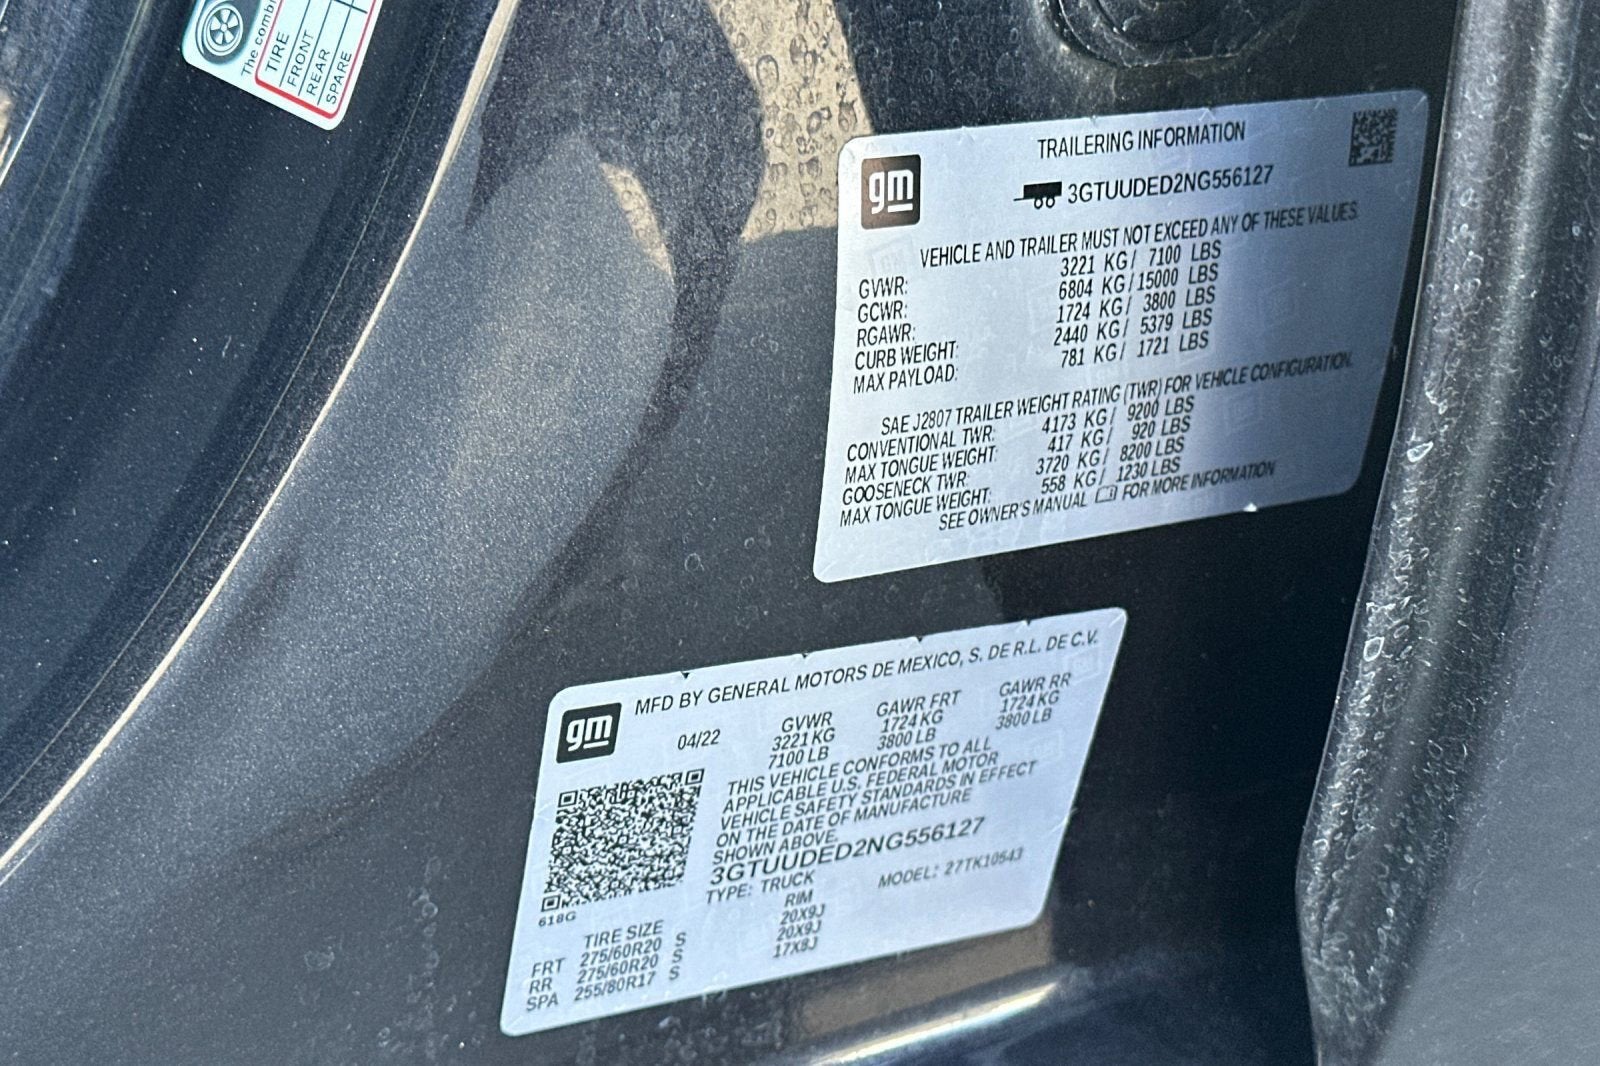 The combi
TIRE
FRONT
REAR
SPARE
gm
TRAILERING INFORMATION
3GTUUDED2NG556127
VEHICLE AND TRAILER MUST NOT EXCEED ANY OF THESE VALUES.
GVWR: 3221 KG/ 7100 LBS
GCWR: 6804 KG/15000 LBS
RGAWR: 1724 KG/ 3800 LBS
CURB WEIGHT: 2440 KG/ 5379 LBS
MAX PAYLOAD: 781 KG/ 1721 LBS
SAE J2807 TRAILER WEIGHT RATING (TWR) FOR VEHICLE CONFIGURATION.
CONVENTIONAL TWR: 4173 KG/ 9200 LBS
MAX TONGUE WEIGHT: 417 KG/ 920 LBS
GOOSENECK TWR: 3720 KG/ 8200 LBS
MAX TONGUE WEIGHT: 558 KG/ 1230 LBS
SEE OWNER'S MANUAL FOR MORE INFORMATION
gm
MFD BY GENERAL MOTORS DE MEXICO, S. DE R.L. DE C.V.
04/22 GVWR GAWR FRT GAWR RR
3221 KG 1724 KG 1724 KG
7100 LB 3800 LB 3800 LB
THIS VEHICLE CONFORMS TO ALL
APPLICABLE U.S. FEDERAL MOTOR
VEHICLE SAFETY STANDARDS IN EFFECT
ON THE DATE OF MANUFACTURE
SHOWN ABOVE.
3GTUUDED2NG556127
TYPE: TRUCK MODEL: 27TK10543
618G
TIRE SIZE RIM
FRT 275/60R20 S 20X9J
RR 275/60R20 S 20X9J
SPA 255/80R17 S 17X8J